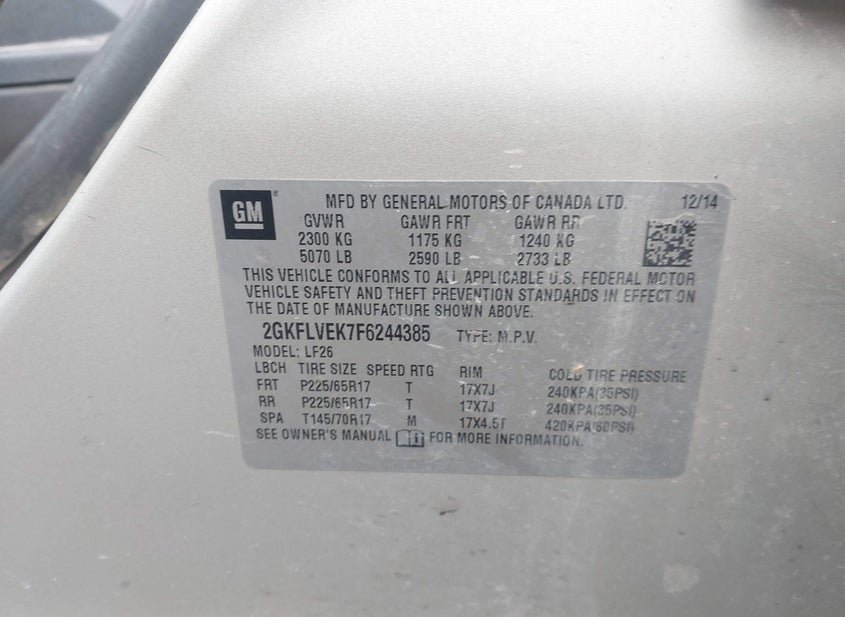 GM ® MFD BY GENERAL MOTORS OF CANADA LTD. 12/14
GVWR GAWR FRT GAWR RR
2300 KG 1175 KG 1240 KG
5070 LB 2590 LB 2733 LB
THIS VEHICLE CONFORMS TO ALL APPLICABLE U.S. FEDERAL MOTOR
VEHICLE SAFETY AND THEFT PREVENTION STANDARDS IN EFFECT ON
THE DATE OF MANUFACTURE SHOWN ABOVE.
2GKFLVEK7F6244385 TYPE: M.P.V.
MODEL: LF26
LBCH TIRE SIZE SPEED RTG RIM COLD TIRE PRESSURE
FRT P225/65R17 T 17X7J 240KPA(35PSI)
RR P225/65R17 T 17X7J 240KPA(35PSI)
SPA T145/70R17 M 17X4.5T 420KPA(60PSI)
SEE OWNER'S MANUAL i FOR MORE INFORMATION.